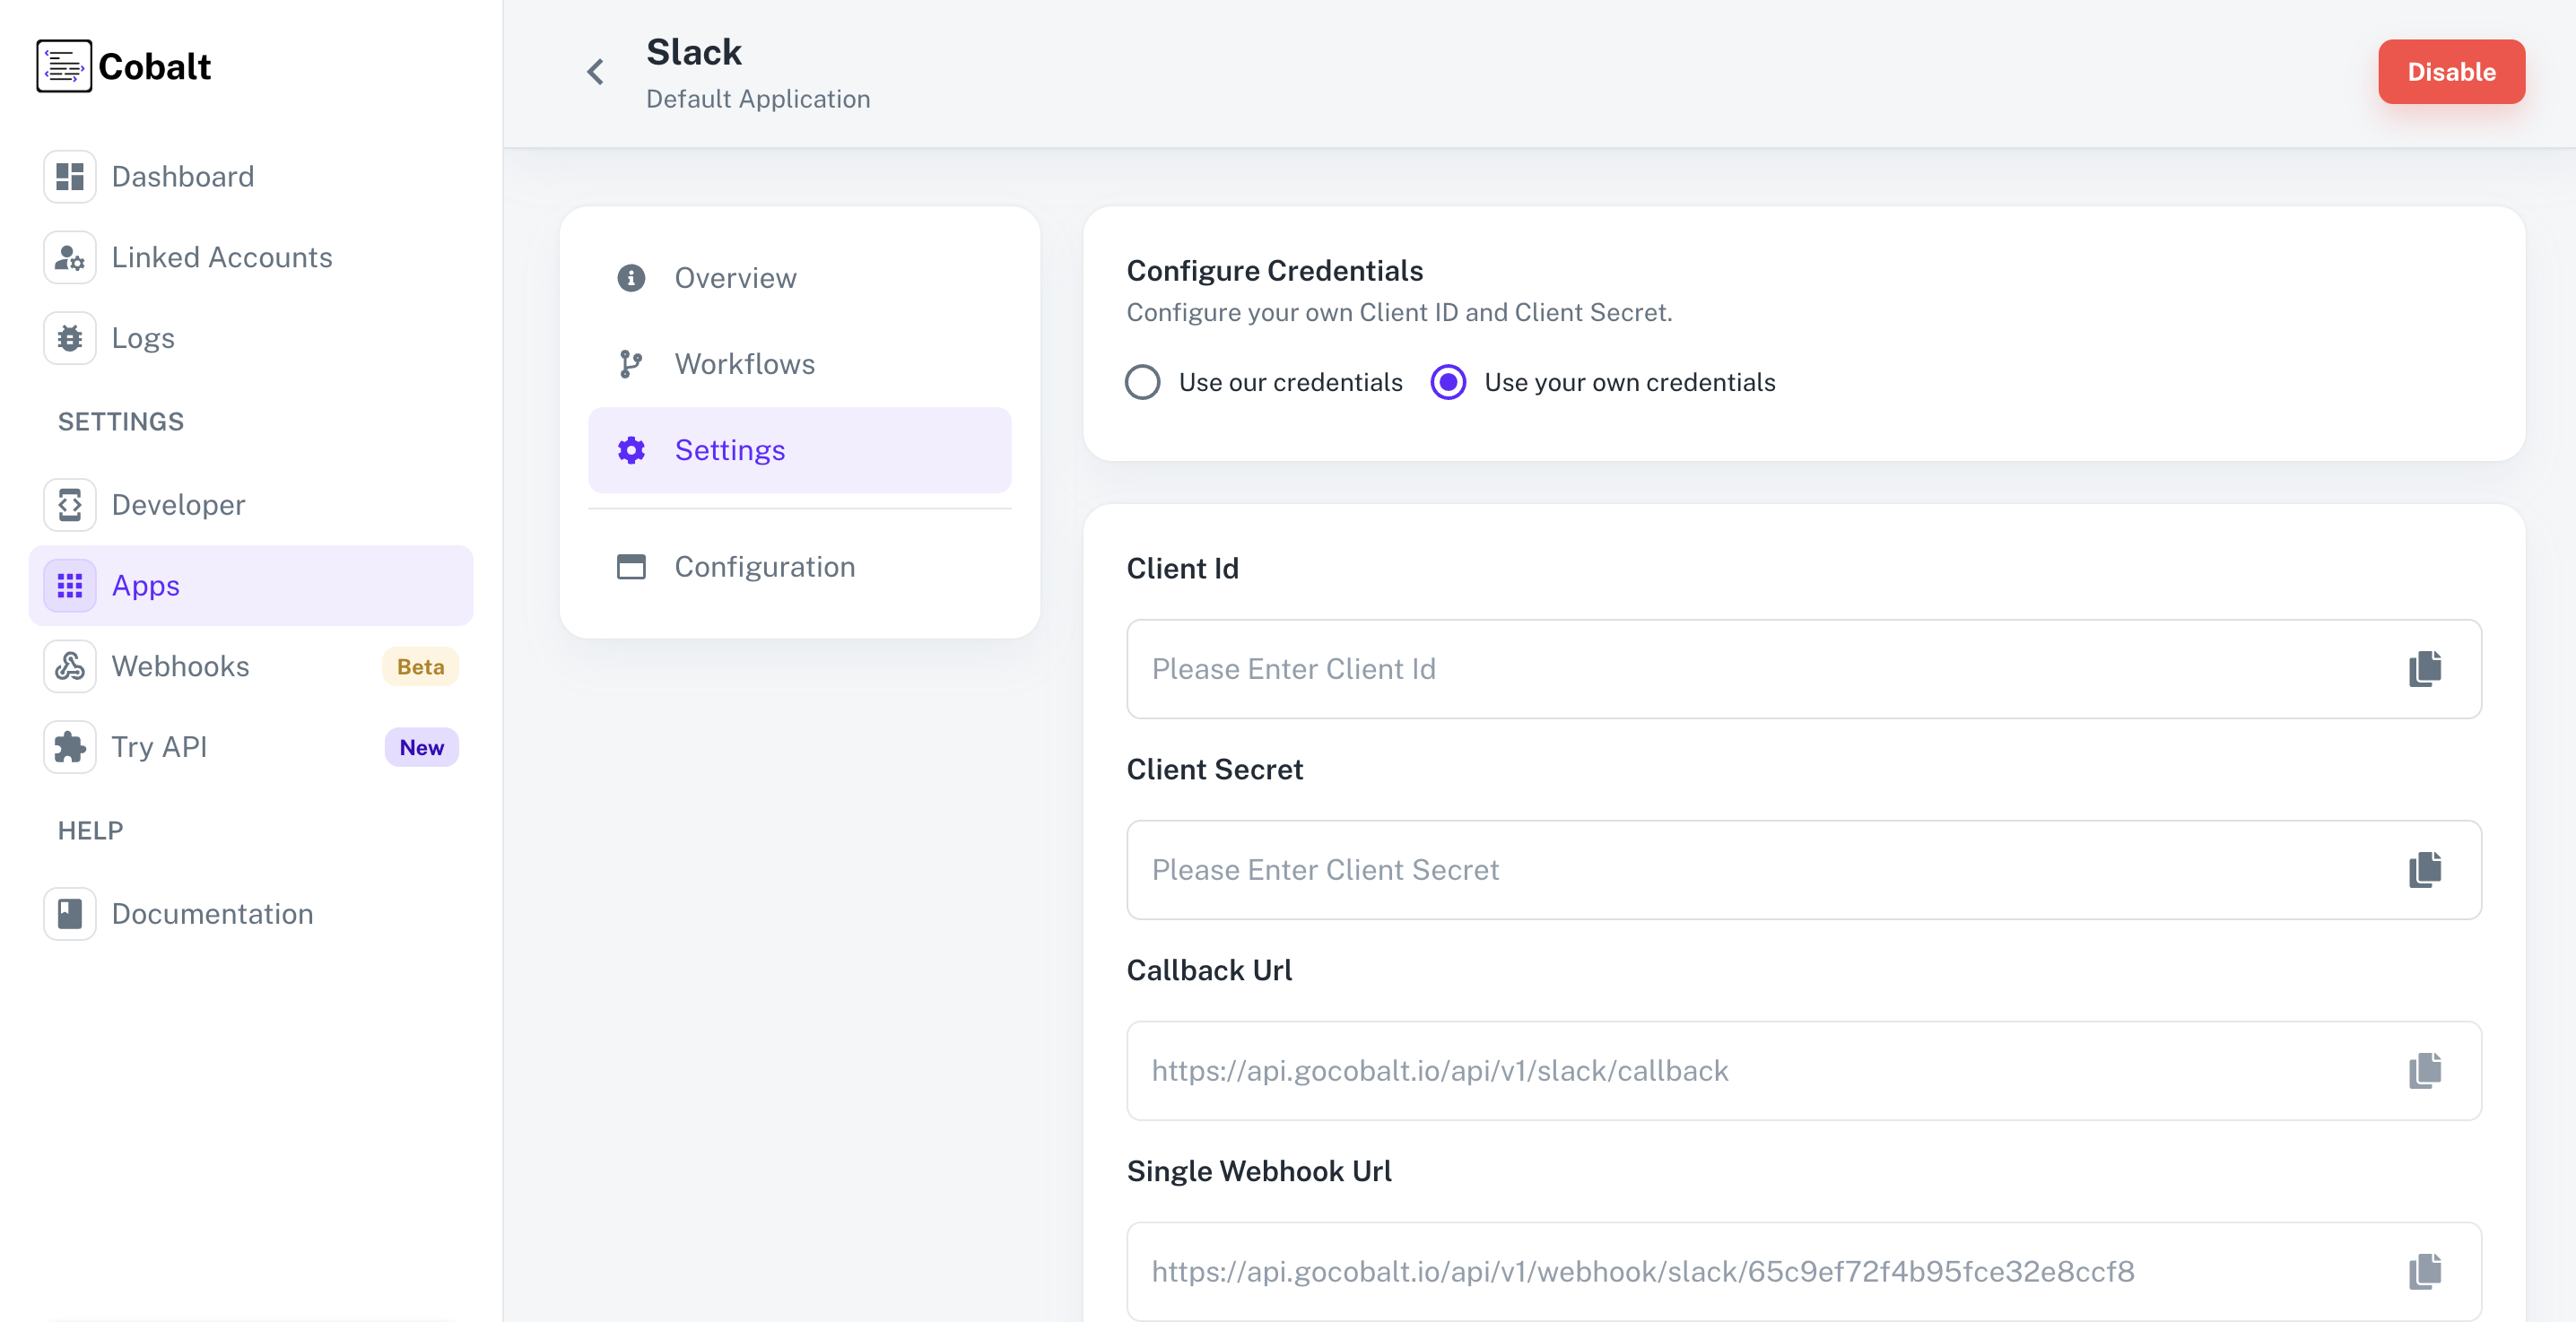 Cobalt
Dashboard
Linked Accounts
Logs
SETTINGS
Developer
Apps
Webhooks Beta
Try API New
HELP
Documentation
Slack
Default Application
Disable
Overview
Workflows
Settings
Configuration
Configure Credentials
Configure your own Client ID and Client Secret.
Use our credentials Use your own credentials
Client Id
Please Enter Client Id
Client Secret
Please Enter Client Secret
Callback Url
https://api.gocobalt.io/api/v1/slack/callback
Single Webhook Url
https://api.gocobalt.io/api/v1/webhook/slack/65c9ef72f4b95fce32e8ccf8